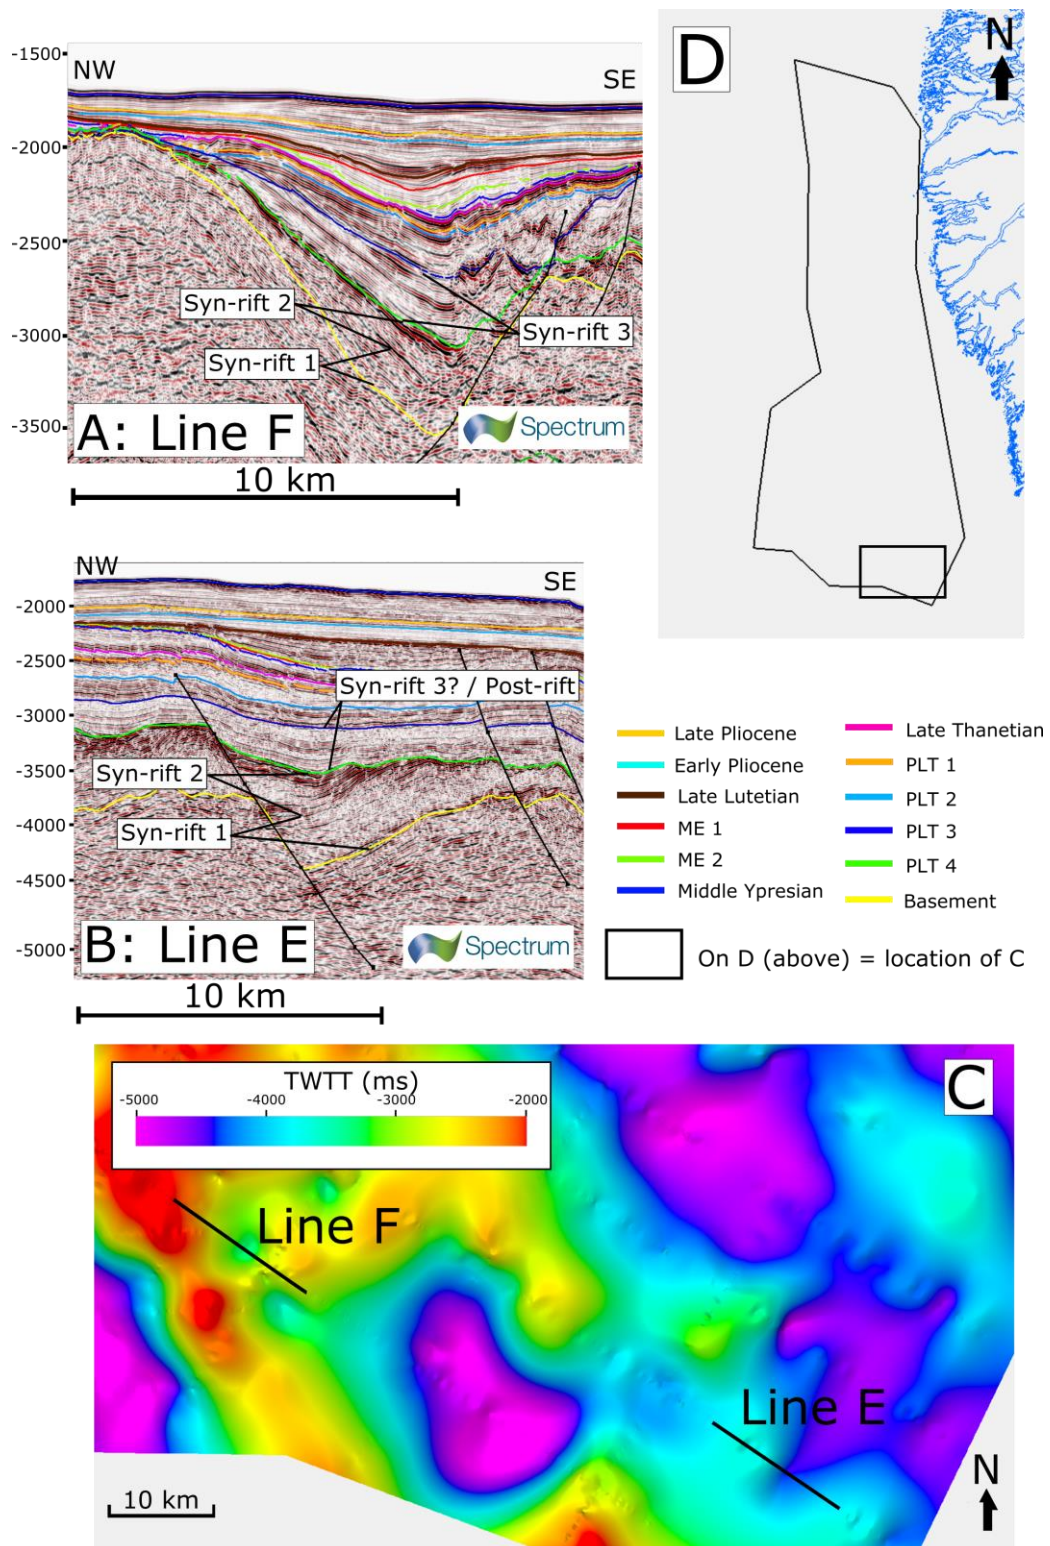 NW
SE
-1500
-2000
-2500
-3000
-3500
Syn-rift 2
Syn-rift 1
Syn-rift 3
A: Line F
Spectrum
10 km
D
N
NW
SE
-2000
-2500
-3000
-3500
-4000
-4500
-5000
Syn-rift 3? / Post-rift
Syn-rift 2
Syn-rift 1
B: Line E
Spectrum
10 km
Late Pliocene
Early Pliocene
Late Lutetian
ME 1
ME 2
Middle Ypresian
Late Thanetian
PLT 1
PLT 2
PLT 3
PLT 4
Basement
On D (above) = location of C
TWTT (ms)
-5000 -4000 -3000 -2000
C
Line F
Line E
10 km
N